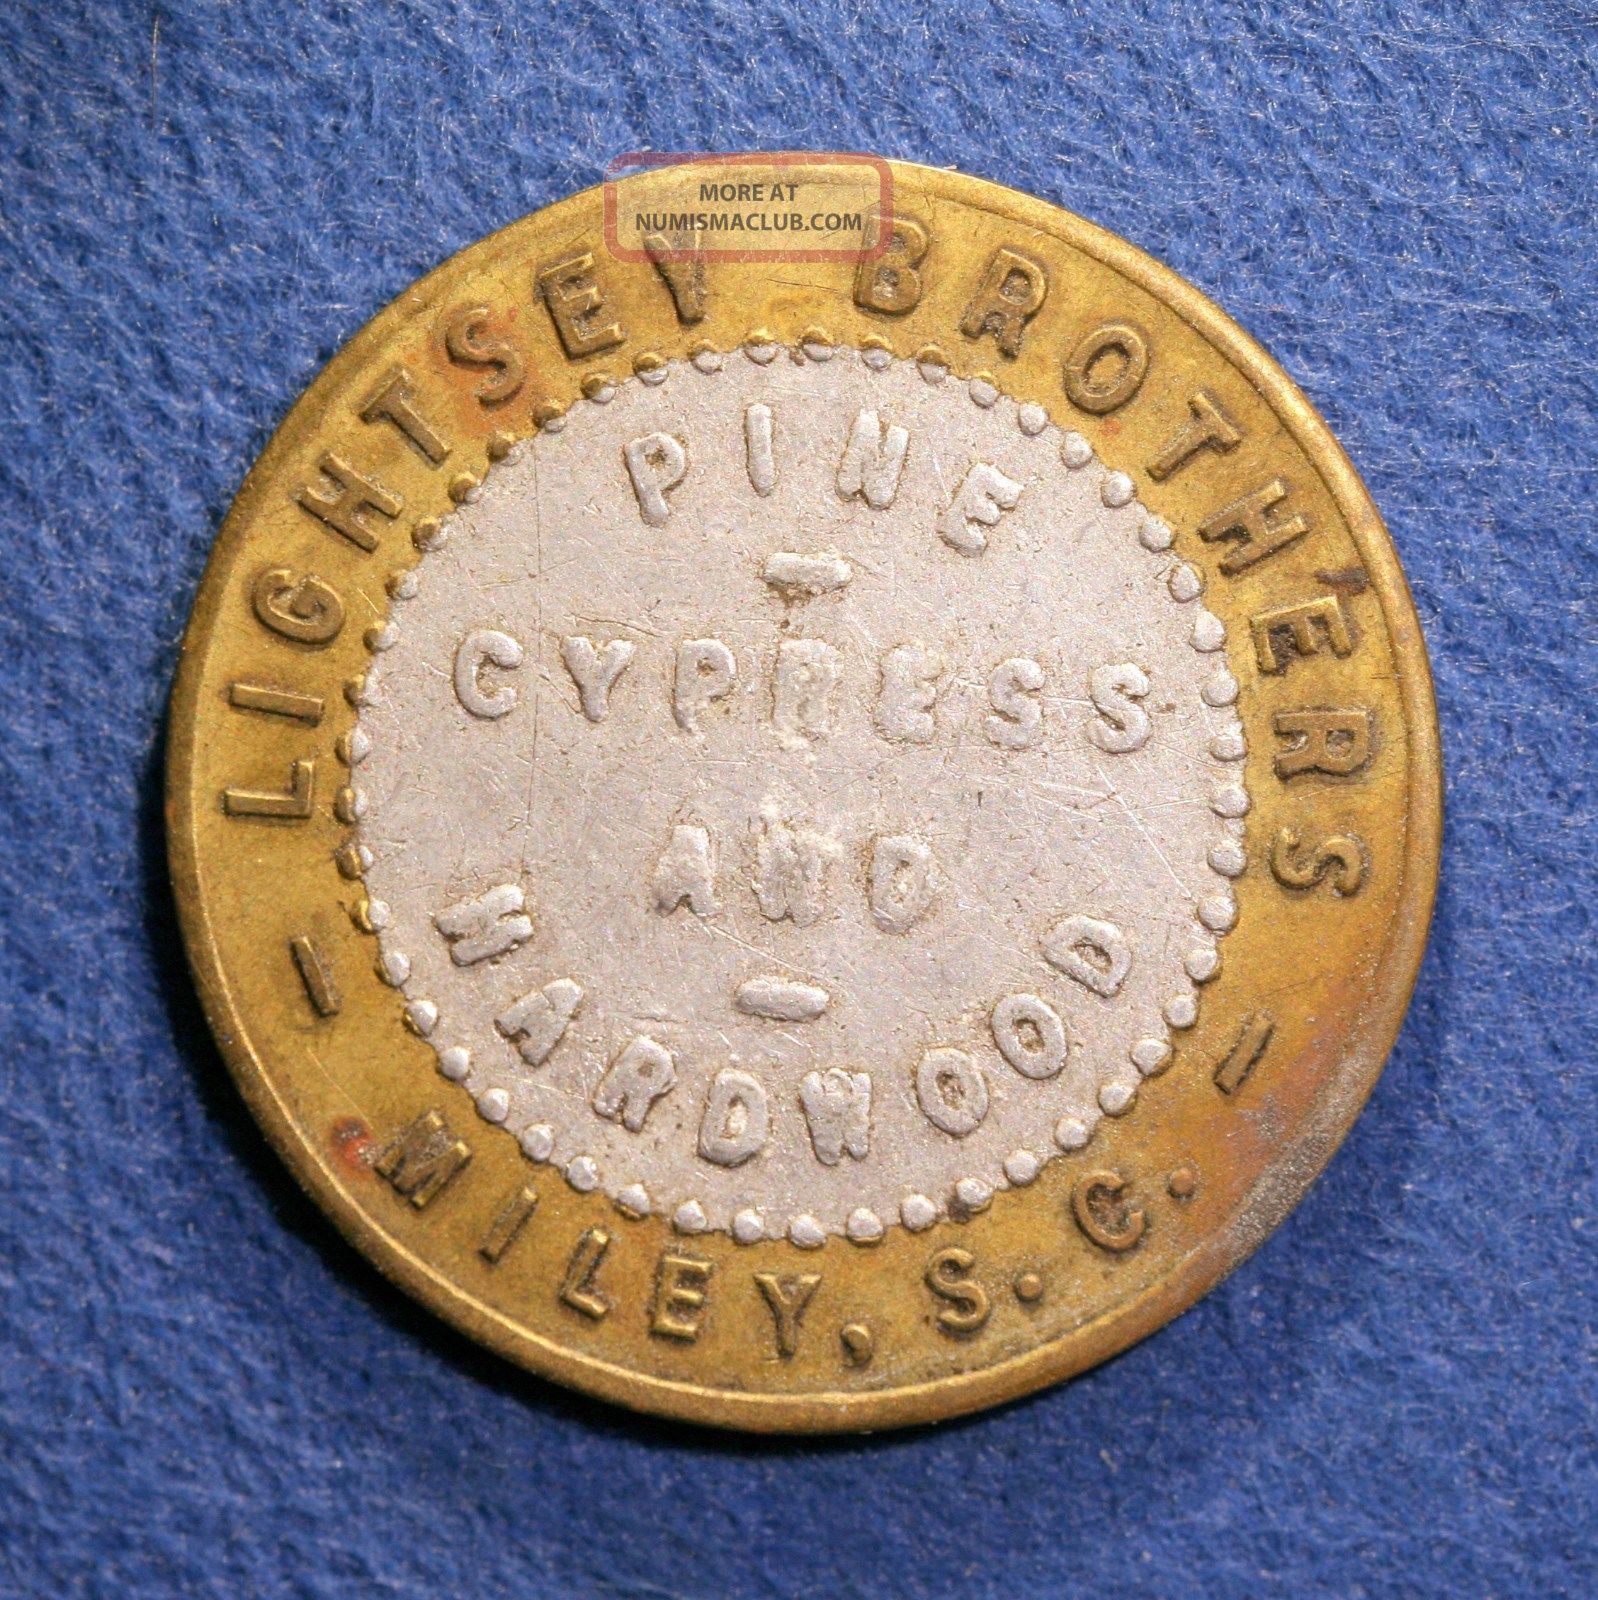 MORE AT
NUMISMACLUB.COM
LIGHTSEY BROTHERS
PINE
-
CYPRESS
AND
-
HARDWOOD
- MILEY, S. C. -